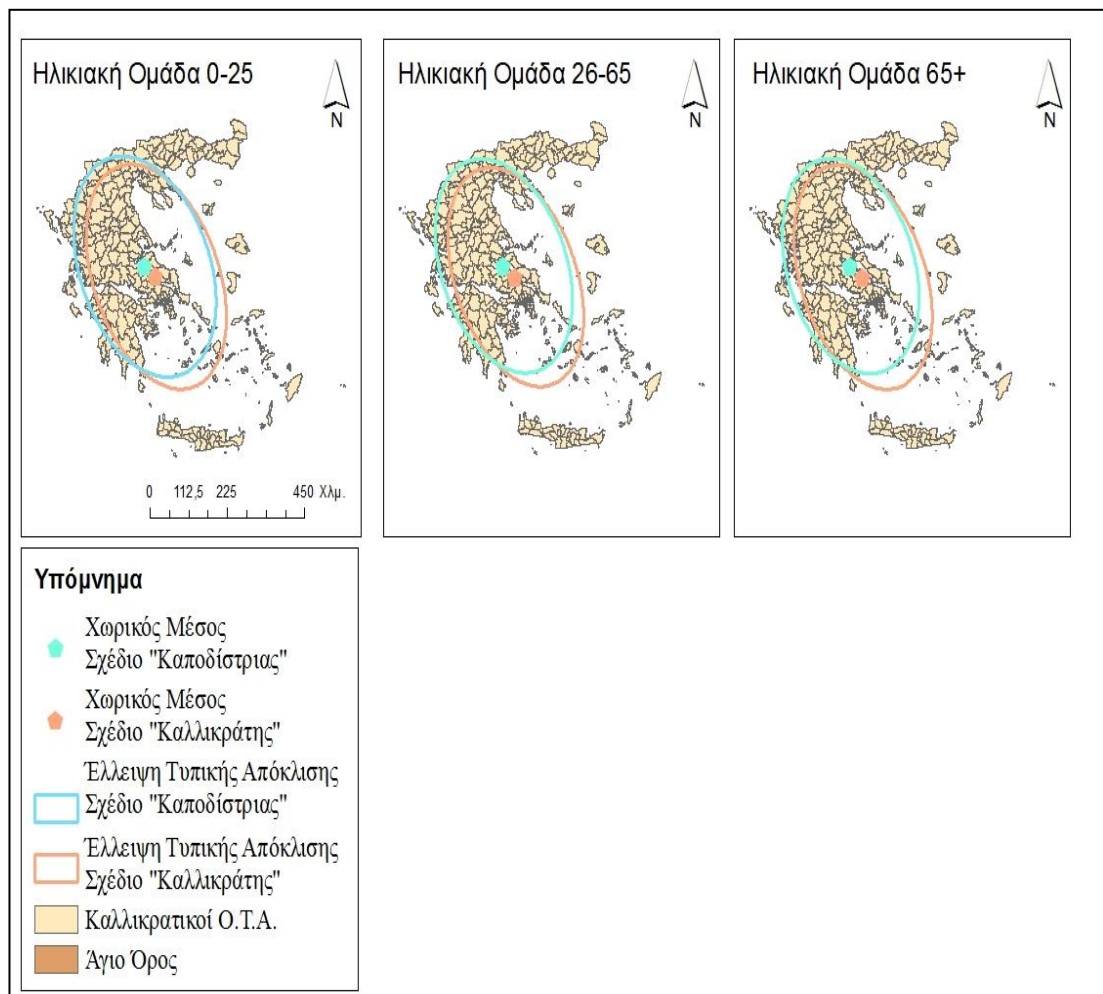 Ηλικιακή Ομάδα 0-25
N
Ηλικιακή Ομάδα 26-65
N
Ηλικιακή Ομάδα 65+
N
0 112,5 225 450 Χλμ.
Υπόμνημα
Χωρικός Μέσος
Σχέδιο "Καποδίστριας"
Χωρικός Μέσος
Σχέδιο "Καλλικράτης"
Έλλειψη Τυπικής Απόκλισης
Σχέδιο "Καποδίστριας"
Έλλειψη Τυπικής Απόκλισης
Σχέδιο "Καλλικράτης"
Καλλικρατικοί Ο.Τ.Α.
Άγιο Όρος